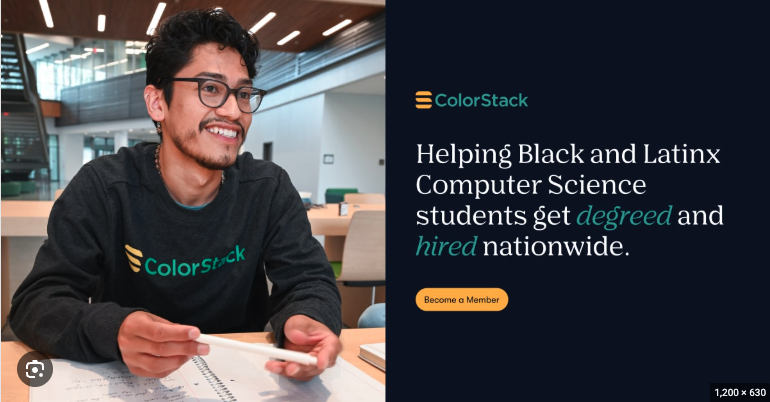 ColorStack
ColorStack
Helping Black and Latinx
Computer Science
students get degreed and
hired nationwide.
Become a Member
1,200 × 630